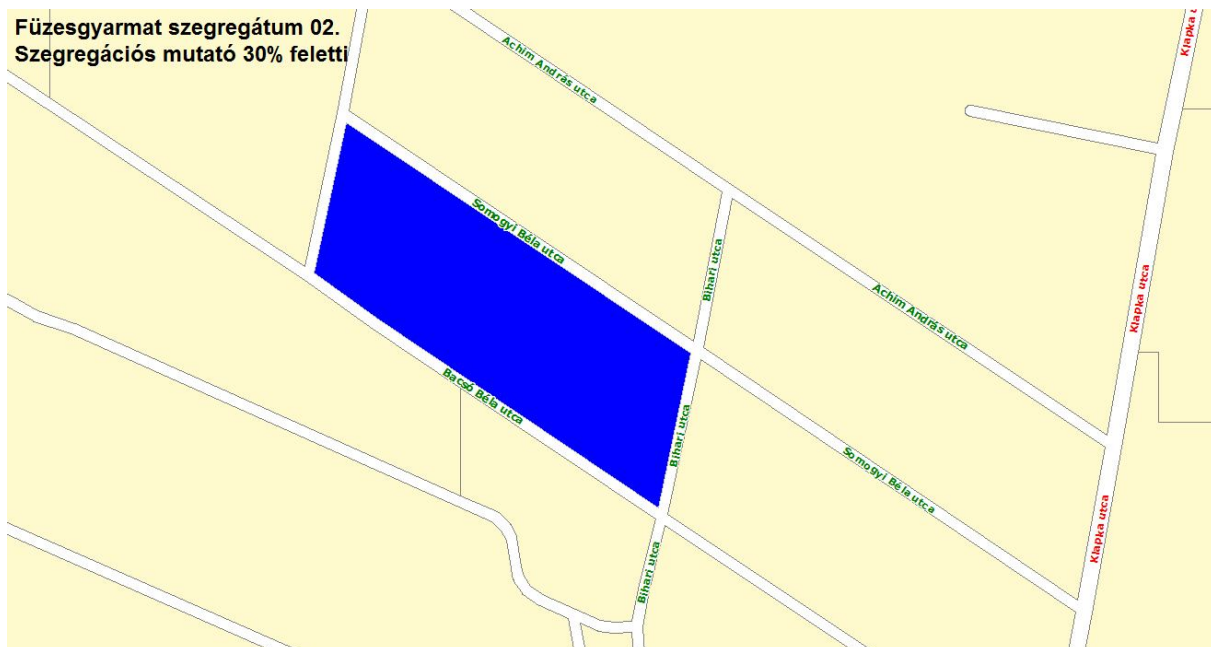 Füzesgyarmat szegregátum 02.
Szegregációs mutató 30% feletti
Klapka u
Achim András utca
Somogyi Béla utca
Bihari utca
Klapka utca
Achim András utca
Bacsó Béla utca
Bihari utca
Somogyi Béla utca
Klapka utca
Bihari utca